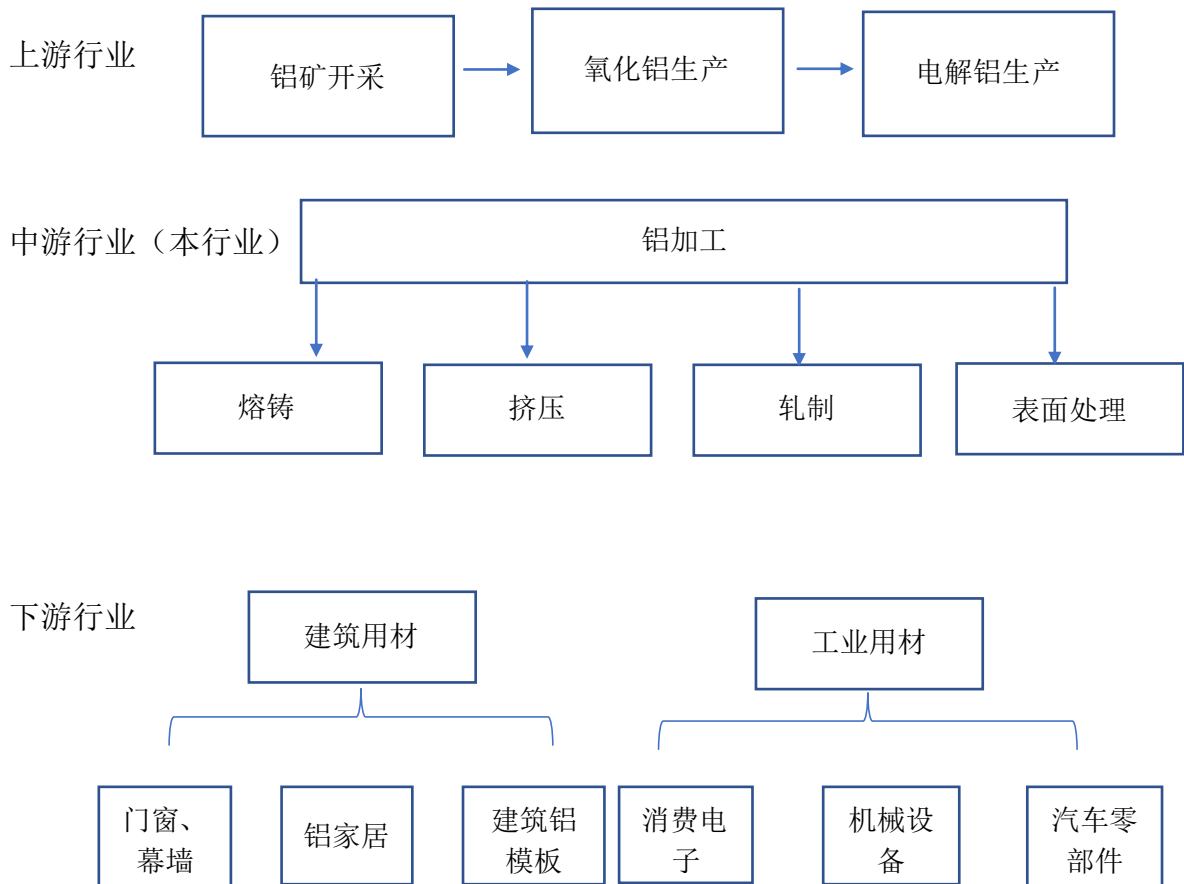 上游行业
铝矿开采
氧化铝生产
电解铝生产
中游行业（本行业）
铝加工
熔铸
挤压
轧制
表面处理
下游行业
建筑用材
工业用材
门窗、
幕墙
铝家居
建筑铝
模板
消费电
子
机械设
备
汽车零
部件